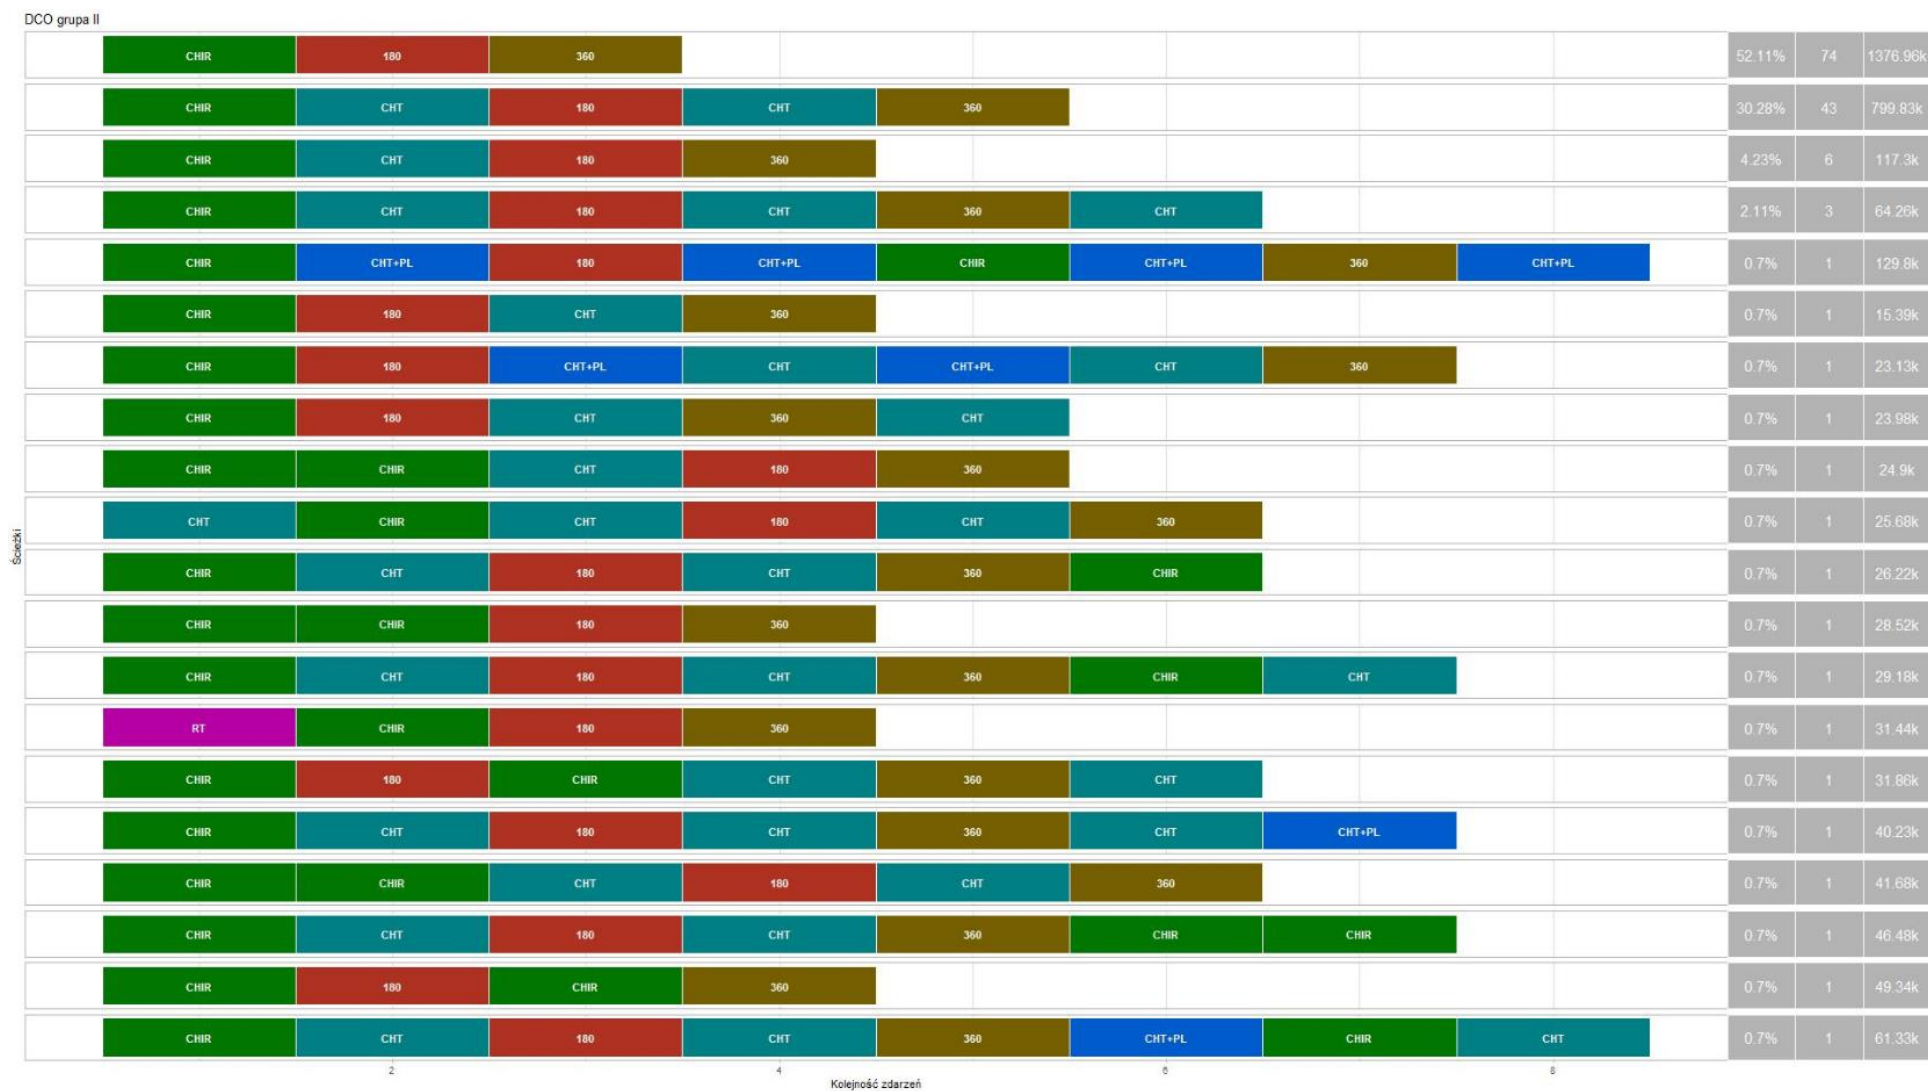 DCO grupa II
CHIR 180 360 52.11% 74 1376.96k
CHIR CHT 180 CHT 360 30.28% 43 799.83k
CHIR CHT 180 360 4.23% 6 117.3k
CHIR CHT 180 CHT 360 CHT 2.11% 3 64.26k
CHIR CHT+PL 180 CHT+PL CHIR CHT+PL 360 CHT+PL 0.7% 1 129.8k
CHIR 180 CHT 360 0.7% 1 15.39k
CHIR 180 CHT+PL CHT CHT+PL CHT 360 0.7% 1 23.13k
CHIR 180 CHT 360 CHT 0.7% 1 23.98k
CHIR CHIR CHT 180 360 0.7% 1 24.9k
CHT CHIR CHT 180 CHT 360 0.7% 1 25.68k
Ścieżki
CHIR CHT 180 CHT 360 CHIR 0.7% 1 26.22k
CHIR CHIR 180 360 0.7% 1 28.52k
CHIR CHT 180 CHT 360 CHIR CHT 0.7% 1 29.18k
RT CHIR 180 360 0.7% 1 31.44k
CHIR 180 CHIR CHT 360 CHT 0.7% 1 31.86k
CHIR CHT 180 CHT 360 CHT CHT+PL 0.7% 1 40.23k
CHIR CHIR CHT 180 CHT 360 0.7% 1 41.68k
CHIR CHT 180 CHT 360 CHIR CHIR 0.7% 1 46.48k
CHIR 180 CHIR 360 0.7% 1 49.34k
CHIR CHT 180 CHT 360 CHT+PL CHIR CHT 0.7% 1 61.33k
2 4 6 8
Kolejność zdarzeń